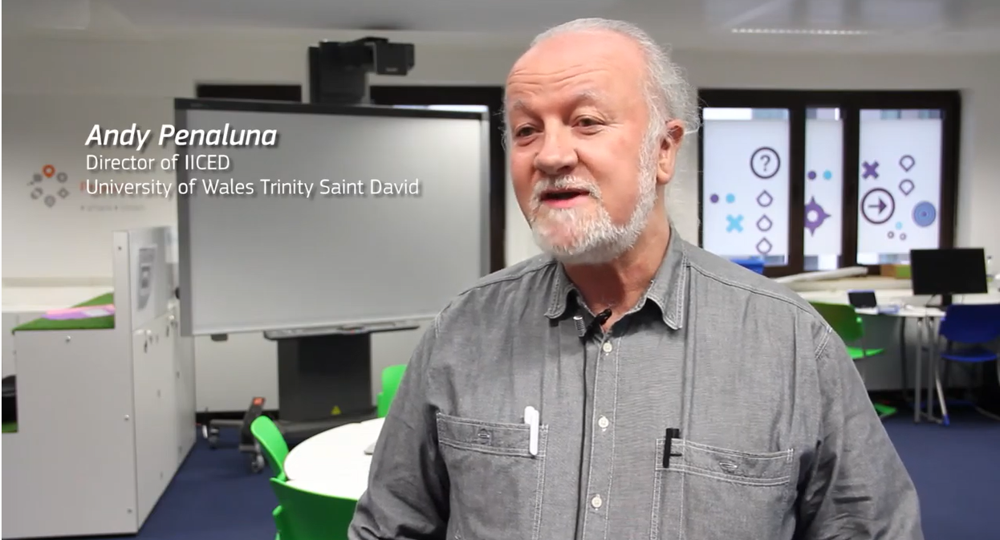 Andy Penaluna
Director of IICED
University of Wales Trinity Saint David
?